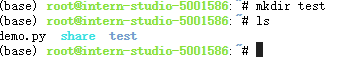 (base) root@intern-studio-5001586:~# mkdir test
(base) root@intern-studio-5001586:~# ls
demo.py  share  test
(base) root@intern-studio-5001586:~#